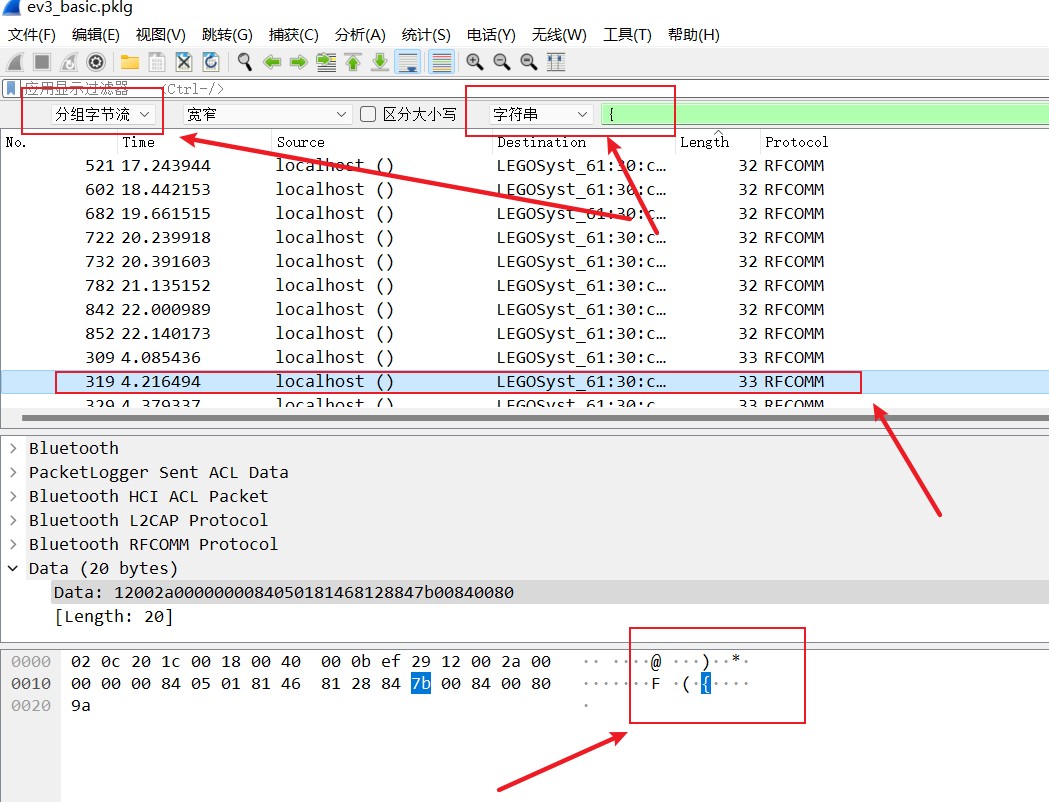 ev3_basic.pklg
文件(F) 编辑(E) 视图(V) 跳转(G) 捕获(C) 分析(A) 统计(S) 电话(Y) 无线(W) 工具(T) 帮助(H)
应用显示过滤器 … <Ctrl-/>
分组字节流 宽窄 区分大小写 字符串 {
No. Time Source Destination Length Protocol
521 17.243944 localhost () LEGOSyst_61:30:c… 32 RFCOMM
602 18.442153 localhost () LEGOSyst_61:30:c… 32 RFCOMM
682 19.661515 localhost () LEGOSyst_61:30:c… 32 RFCOMM
722 20.239918 localhost () LEGOSyst_61:30:c… 32 RFCOMM
732 20.391603 localhost () LEGOSyst_61:30:c… 32 RFCOMM
782 21.135152 localhost () LEGOSyst_61:30:c… 32 RFCOMM
842 22.000989 localhost () LEGOSyst_61:30:c… 32 RFCOMM
852 22.140173 localhost () LEGOSyst_61:30:c… 32 RFCOMM
309 4.085436 localhost () LEGOSyst_61:30:c… 33 RFCOMM
319 4.216494 localhost () LEGOSyst_61:30:c… 33 RFCOMM
329 4.379337 localhost () LEGOSyst_61:30:c… 33 RFCOMM
Bluetooth
PacketLogger Sent ACL Data
Bluetooth HCI ACL Packet
Bluetooth L2CAP Protocol
Bluetooth RFCOMM Protocol
Data (20 bytes)
Data: 12002a0000000084050181468128847b00840080
[Length: 20]
0000 02 0c 20 1c 00 18 00 40 00 0b ef 29 12 00 2a 00 ·· ····@ ···)··*·
0010 00 00 00 84 05 01 81 46 81 28 84 7b 00 84 00 80 ·······F ·(·{····
0020 9a ·